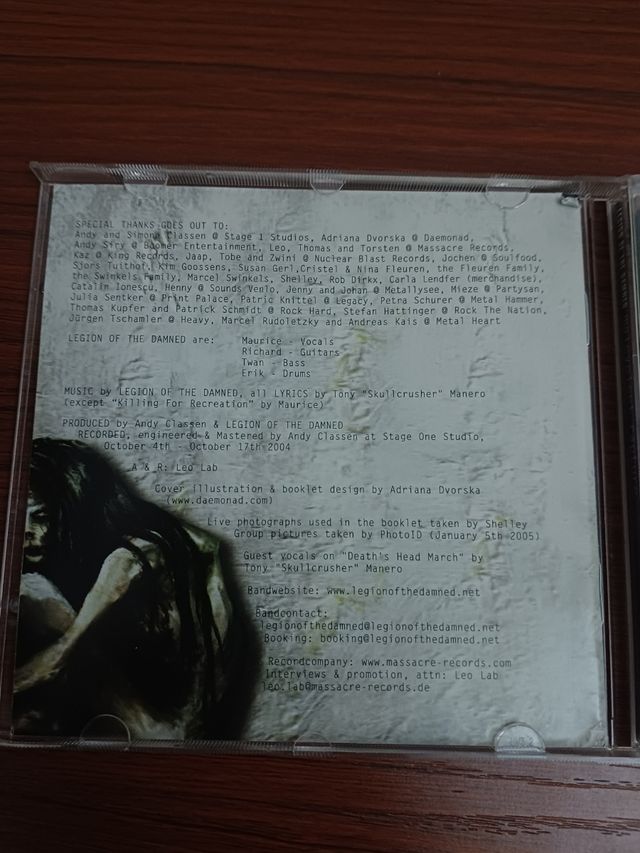 SPECIAL THANKS GOES OUT TO:
Andy and Simona Classen @ Stage 1 Studios, Adriana Dvorska @ Daemonad,
Andy Siry @ Boomer Entertainment, Leo, Thomas and Torsten @ Massacre Records,
Kaz @ King Records, Jaap, Tobe and Zwini @ Nuclear Blast Records, Jochen @ Soulfood,
Sjors Tuithof, Kim Goossens, Susan Gerl,Cristel & Nina Fleuren, the Fleuren Family,
the Swinkels Family, Marcel Swinkels, Shelley, Rob Dirkx, Carla Lendfer (merchandise),
Catalin Ionescu, Henny @ Sounds Venlo, Jenny and Johan @ Metallysee, Mieze @ Partysan,
Julia Sentker @ Print Palace, Patric Knittel @ Legacy, Petra Schurer @ Metal Hammer,
Thomas Kupfer and Patrick Schmidt @ Rock Hard, Stefan Hattinger @ Rock The Nation,
Jürgen Tschamler @ Heavy, Marcel Rudoletzky and Andreas Kais @ Metal Heart
LEGION OF THE DAMNED are: Maurice - Vocals
Richard - Guitars
Twan - Bass
Erik - Drums
MUSIC by LEGION OF THE DAMNED, all LYRICS by Tony "Skullcrusher" Manero
(except "Killing For Recreation" by Maurice)
PRODUCED by Andy Classen & LEGION OF THE DAMNED
RECORDED, engineered & Mastered by Andy Classen at Stage One Studio,
October 4th - October 17th 2004
A & R: Leo Lab
Cover illustration & booklet design by Adriana Dvorska
(www.daemonad.com)
Live photographs used in the booklet taken by Shelley
Group pictures taken by PhotoID (January 5th 2005)
Guest vocals on "Death's Head March" by
Tony "Skullcrusher" Manero
Bandwebsite: www.legionofthedamned.net
Bandcontact:
legionofthedamned@legionofthedamned.net
Booking: booking@legionofthedamned.net
Recordcompany: www.massacre-records.com
Interviews & promotion, attn: Leo Lab
leo.lab@massacre-records.de